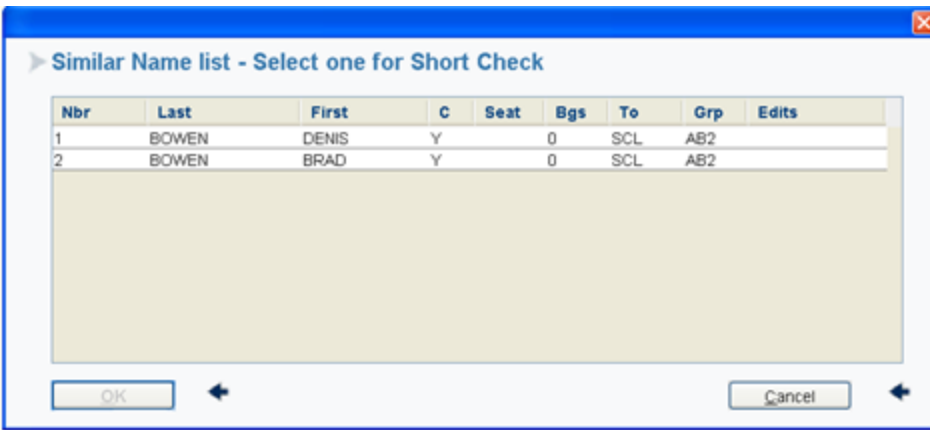 Similar Name list - Select one for Short Check
Nbr Last First C Seat Bgs To Grp Edits
1 BOWEN DENIS Y 0 SCL AB2
2 BOWEN BRAD Y 0 SCL AB2
OK Cancel